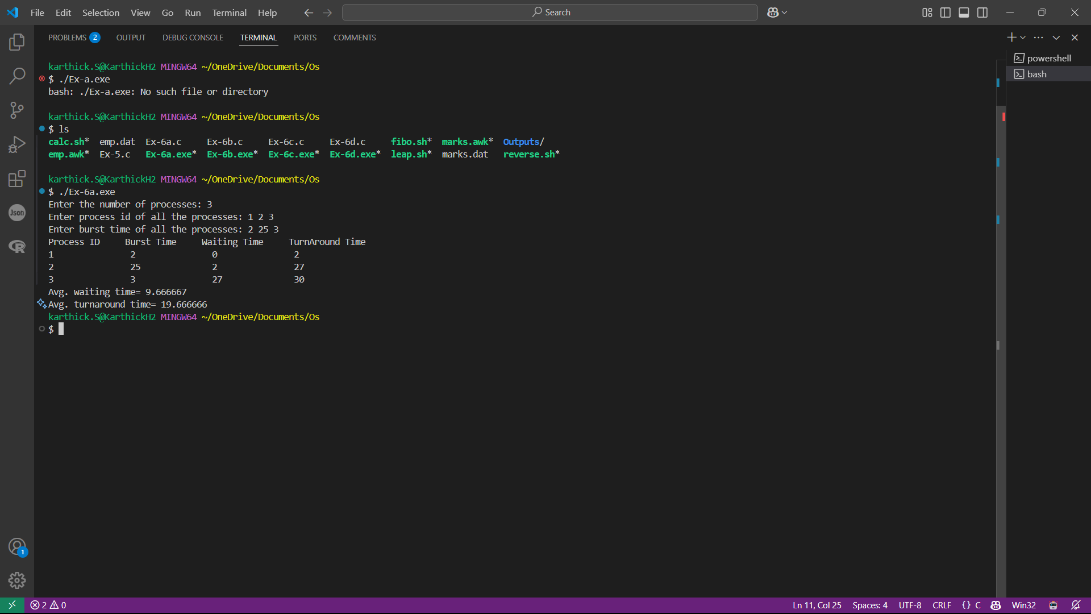 File Edit Selection View Go Run Terminal Help Search
PROBLEMS 2 OUTPUT DEBUG CONSOLE TERMINAL PORTS COMMENTS
powershell
bash
karthick.S@KarthickH2 MINGW64 ~/OneDrive/Documents/Os
$ ./Ex-a.exe
bash: ./Ex-a.exe: No such file or directory
karthick.S@KarthickH2 MINGW64 ~/OneDrive/Documents/Os
$ ls
calc.sh* emp.dat Ex-6a.c Ex-6b.c Ex-6c.c Ex-6d.c fibo.sh* marks.awk* Outputs/
emp.awk* Ex-5.c Ex-6a.exe* Ex-6b.exe* Ex-6c.exe* Ex-6d.exe* leap.sh* marks.dat reverse.sh*
karthick.S@KarthickH2 MINGW64 ~/OneDrive/Documents/Os
$ ./Ex-6a.exe
Enter the number of processes: 3
Enter process id of all the processes: 1 2 3
Enter burst time of all the processes: 2 25 3
Process ID Burst Time Waiting Time TurnAround Time
1 2 0 2
2 25 2 27
3 3 27 30
Avg. waiting time= 9.666667
Avg. turnaround time= 19.666666
karthick.S@KarthickH2 MINGW64 ~/OneDrive/Documents/Os
$
Json
R
1
2 0 Ln 11, Col 25 Spaces: 4 UTF-8 CRLF {} C Win32